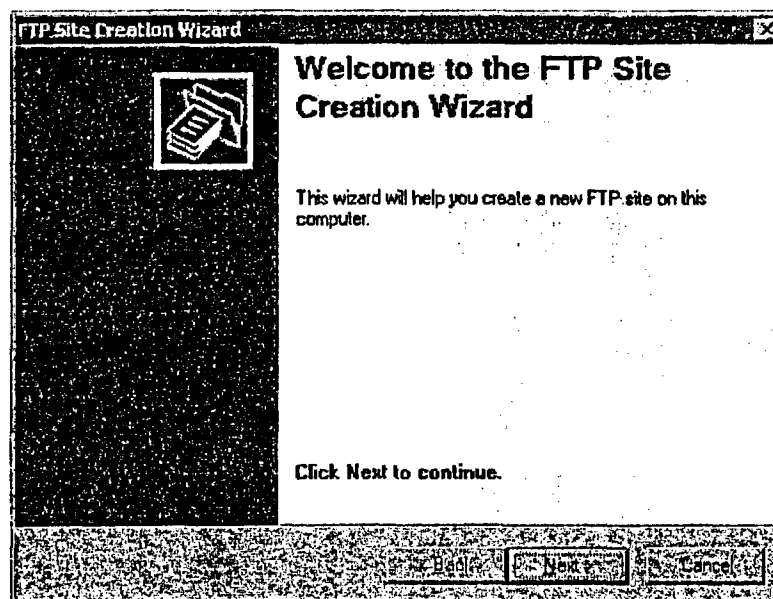 FTP Site Creation Wizard
Welcome to the FTP Site
Creation Wizard
This wizard will help you create a new FTP site on this
computer.
Click Next to continue.
< Back
Next >
Cancel